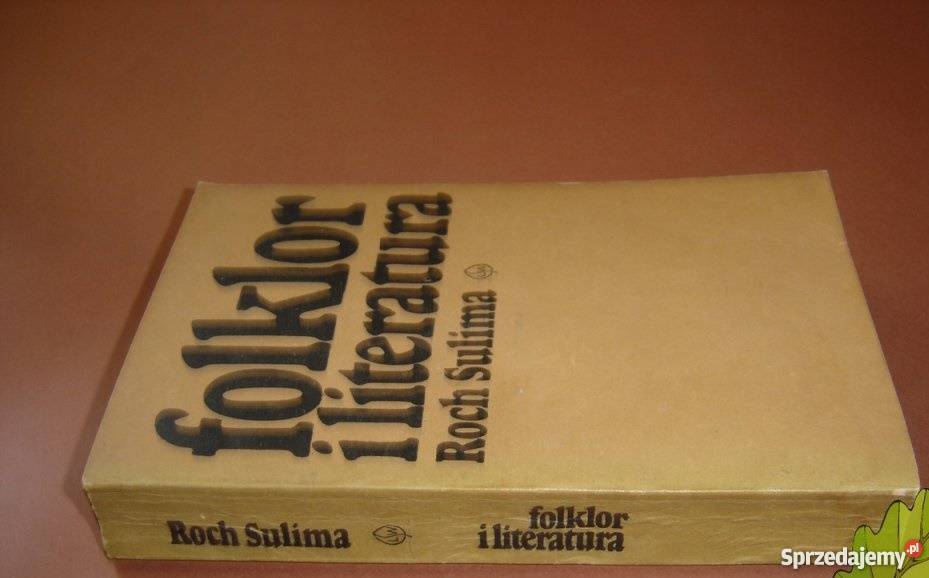 folklor
i literatura
Roch Sulima
Roch Sulima
folklor
i literatura
Sprzedajemy.pl